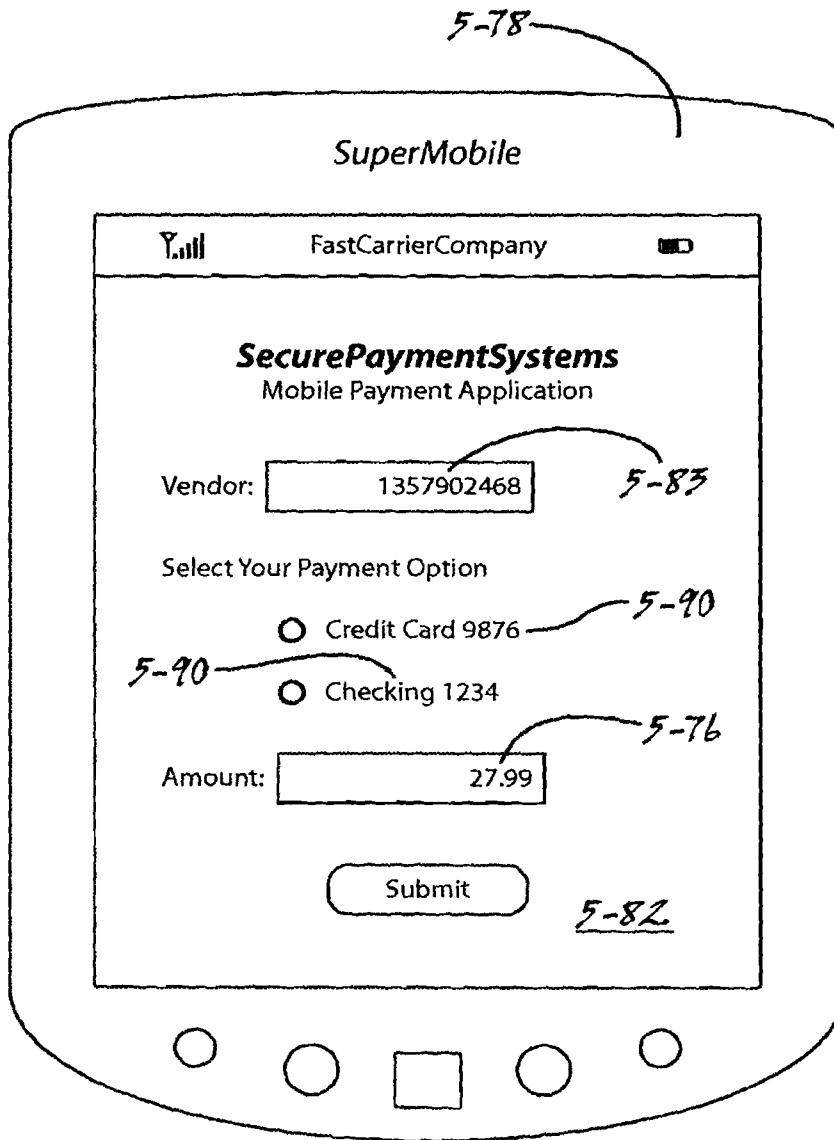 5-78
SuperMobile
FastCarrierCompany
SecurePaymentSystems
Mobile Payment Application
Vendor: 1357902468
5-83
Select Your Payment Option
Credit Card 9876
5-90
5-90
Checking 1234
5-76
Amount: 27.99
Submit
5-82